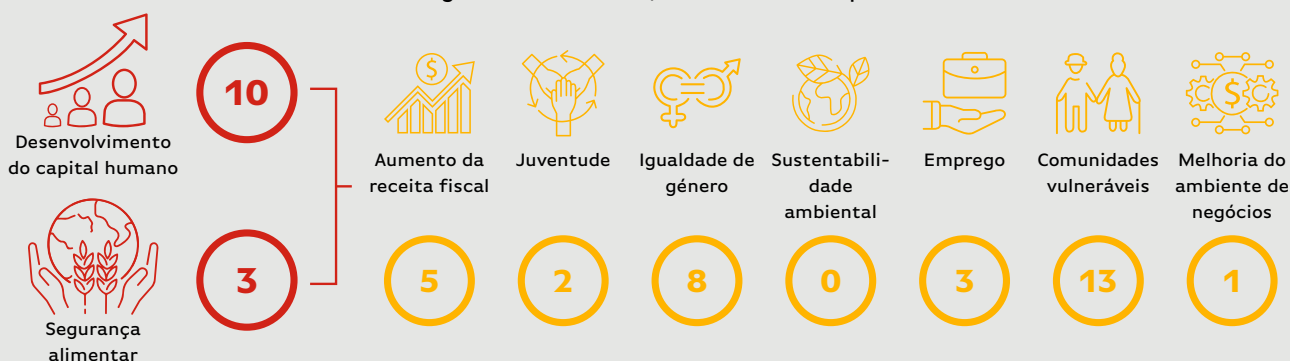 10
Desenvolvimento
do capital humano
3
Segurança
alimentar
$
Aumento da
receita fiscal
5
Juventude
2
Igualdade de
género
8
Sustentabili-
dade
ambiental
0
Emprego
3
Comunidades
vulneráveis
13
$
Melhoria do
ambiente de
negócios
1